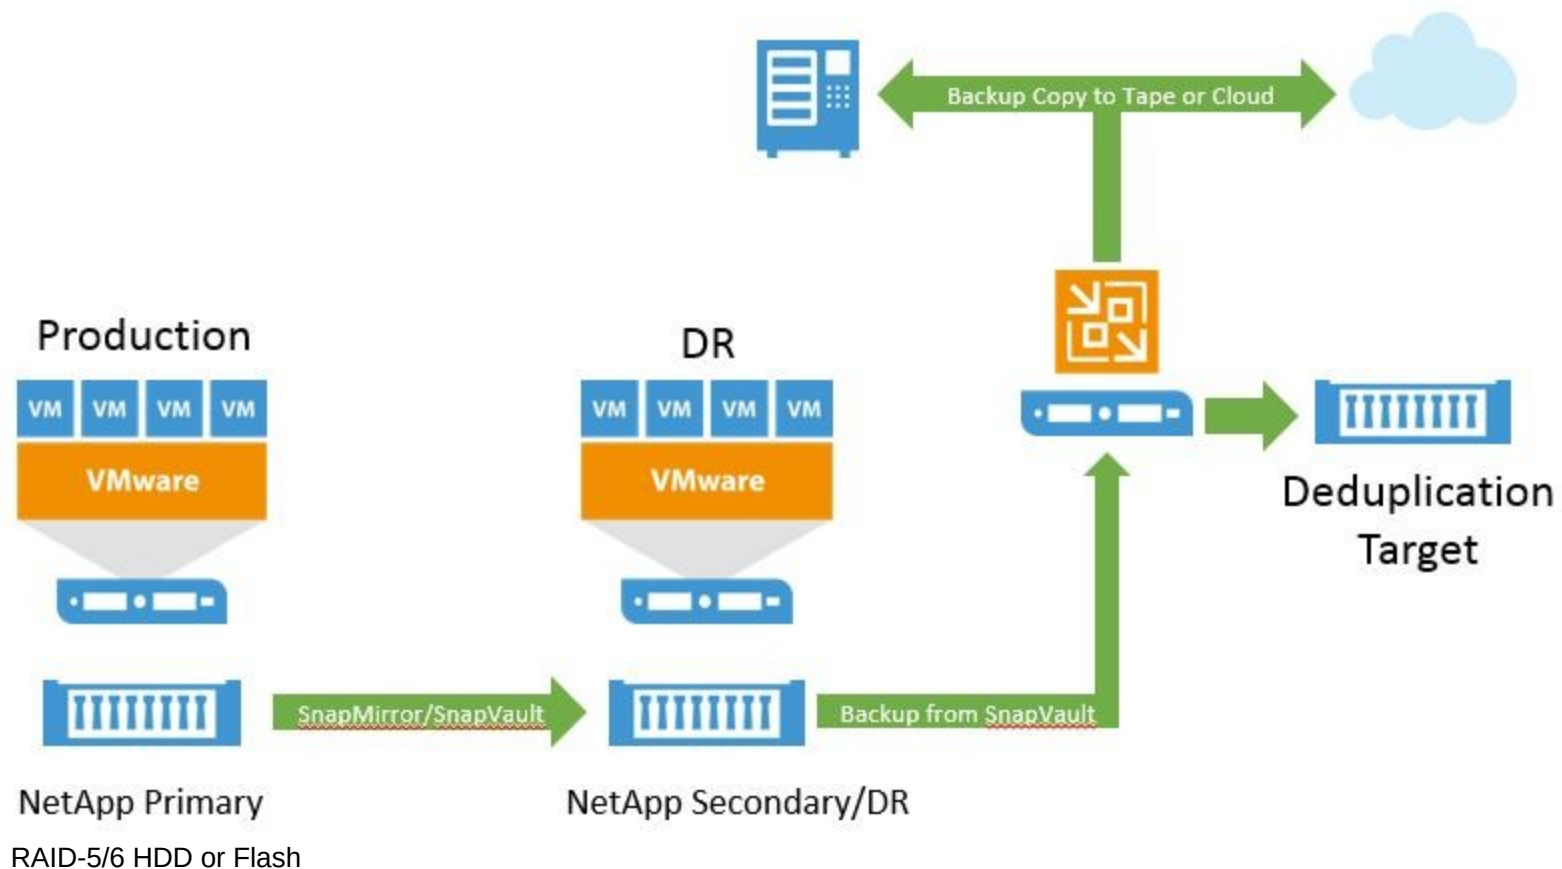 Backup Copy to Tape or Cloud
Production
DR
VM VM VM VM
VM VM VM VM
VMware
VMware
Deduplication
Target
SnapMirror/SnapVault
Backup from SnapVault
NetApp Primary
NetApp Secondary/DR
RAID-5/6 HDD or Flash